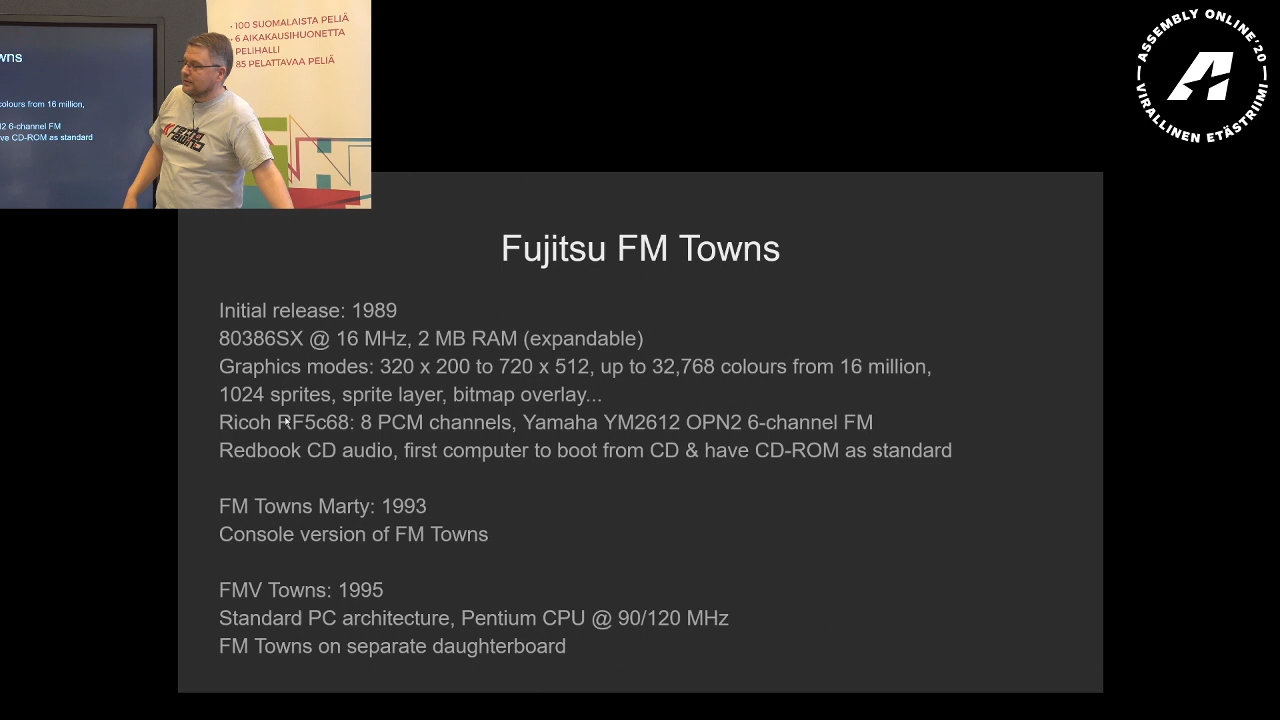 wns
colours from 16 million,
2 6-channel FM
ve CD-ROM as standard
• 100 SUOMALAISTA PELIÄ
• 6 AIKAKAUSIHUONETTA
PELIHALLI
85 PELATTAVAA PELIÄ
ASSEMBLY ONLINE'20
VIRALLINEN ETÄSTRIIMI
Fujitsu FM Towns
Initial release: 1989
80386SX @ 16 MHz, 2 MB RAM (expandable)
Graphics modes: 320 x 200 to 720 x 512, up to 32,768 colours from 16 million,
1024 sprites, sprite layer, bitmap overlay...
Ricoh RF5c68: 8 PCM channels, Yamaha YM2612 OPN2 6-channel FM
Redbook CD audio, first computer to boot from CD & have CD-ROM as standard
FM Towns Marty: 1993
Console version of FM Towns
FMV Towns: 1995
Standard PC architecture, Pentium CPU @ 90/120 MHz
FM Towns on separate daughterboard